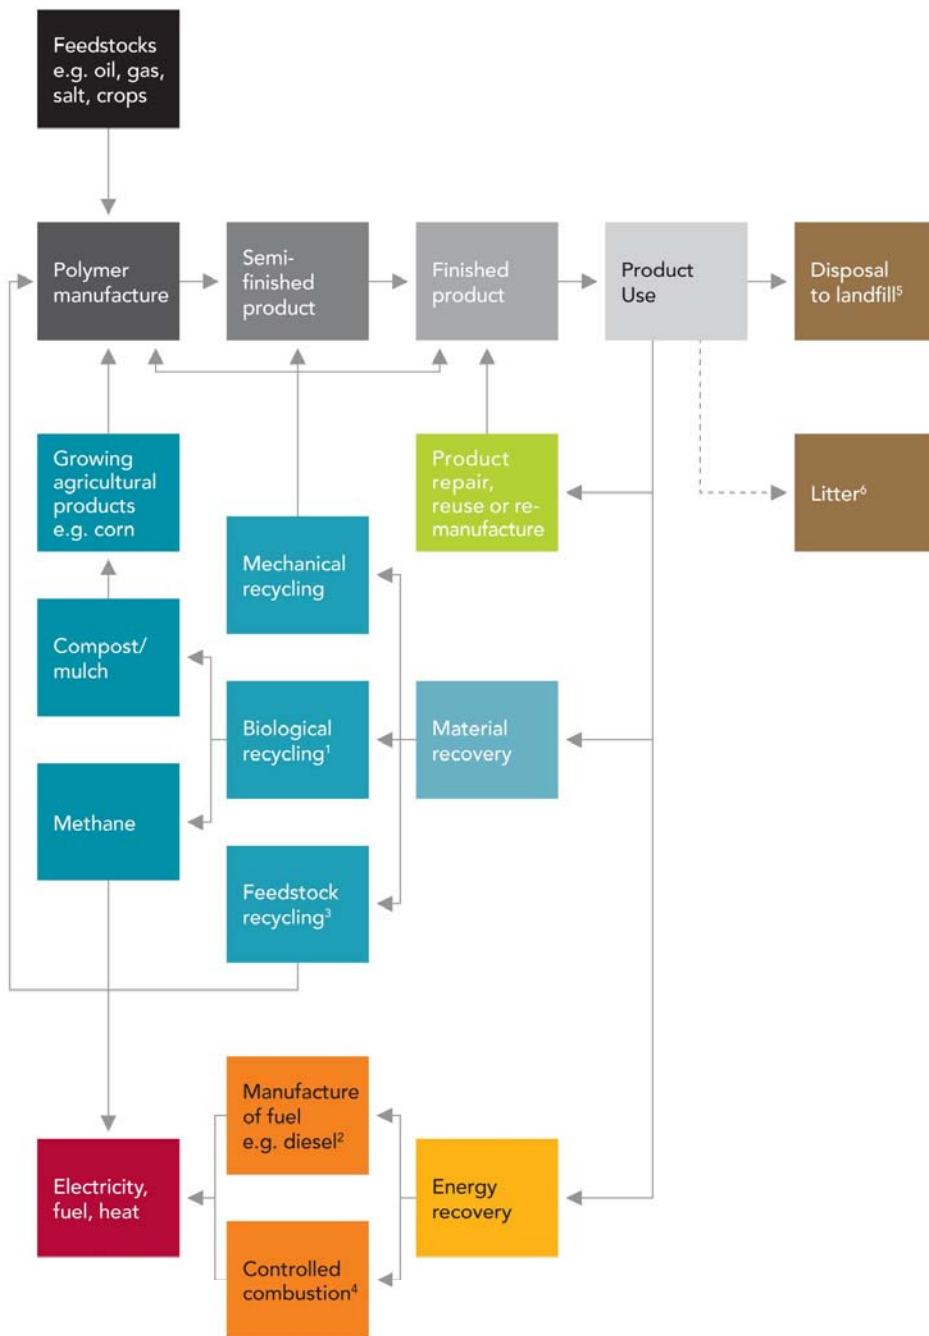 Feedstocks
e.g. oil, gas,
salt, crops
Polymer
manufacture
Semi-
finished
product
Finished
product
Product
Use
Disposal
to landfill⁵
Growing
agricultural
products
e.g. corn
Product
repair,
reuse or re-
manufacture
Litter⁶
Mechanical
recycling
Compost/
mulch
Biological
recycling¹
Material
recovery
Methane
Feedstock
recycling³
Manufacture
of fuel
e.g. diesel²
Electricity,
fuel, heat
Energy
recovery
Controlled
combustion⁴